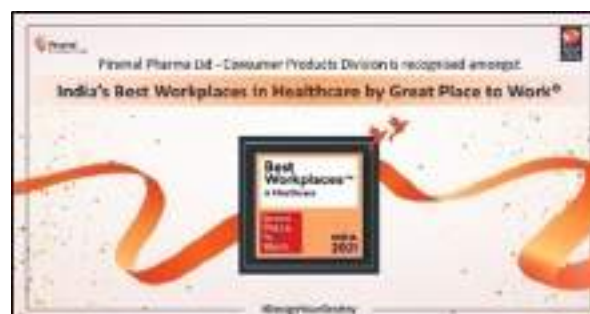 Piramal
Piramal Pharma Ltd - Consumer Products Division is recognised amongst
India's Best Workplaces in Healthcare by Great Place to Work®
Best
Workplaces™
in Healthcare
Great
Place
To
Work
INDIA
2021